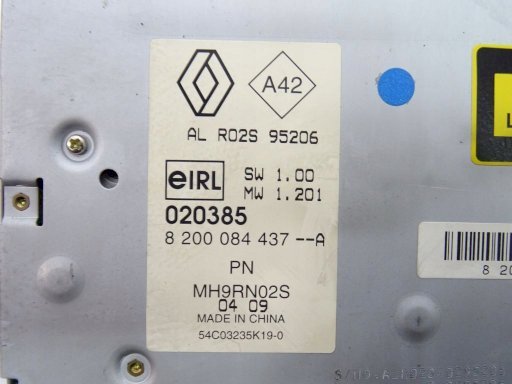 A42
AL R02S 95206
eIRL
SW 1.00
MW 1.201
020385
8 200 084 437 --A
PN
MH9RN02S
04 09
MADE IN CHINA
54C03235K19-0
L
8 20